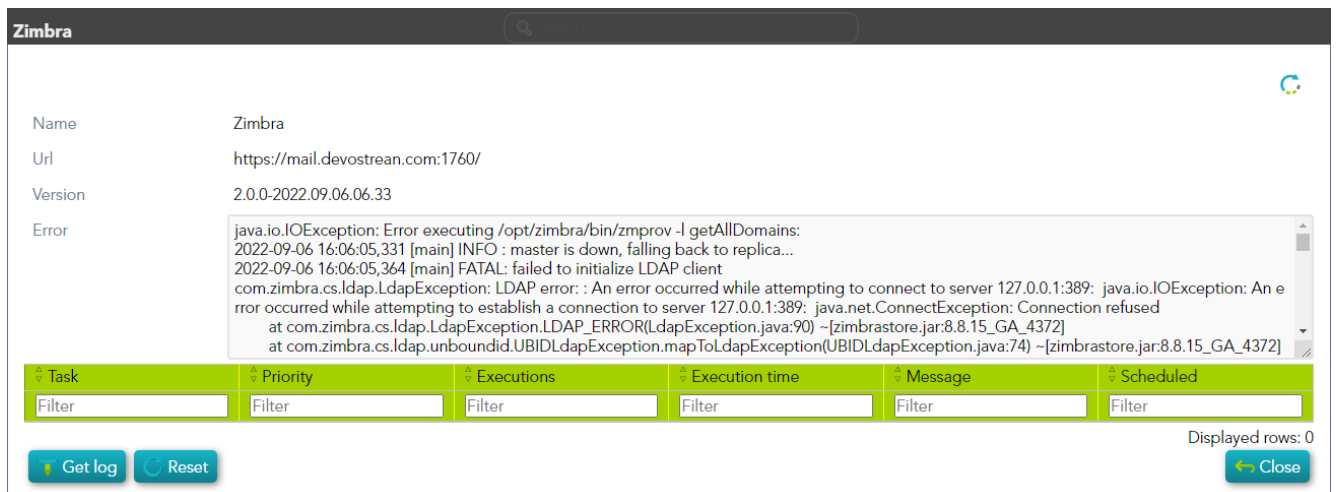 Zimbra
Search
Name Zimbra
Url https://mail.devostrean.com:1760/
Version 2.0.0-2022.09.06.06.33
Error java.io.IOException: Error executing /opt/zimbra/bin/zmprov -l getAllDomains:
2022-09-06 16:06:05,331 [main] INFO : master is down, falling back to replica...
2022-09-06 16:06:05,364 [main] FATAL: failed to initialize LDAP client
com.zimbra.cs.ldap.LdapException: LDAP error: : An error occurred while attempting to connect to server 127.0.0.1:389: java.io.IOException: An e
rror occurred while attempting to establish a connection to server 127.0.0.1:389: java.net.ConnectException: Connection refused
at com.zimbra.cs.ldap.LdapException.LDAP_ERROR(LdapException.java:90) ~[zimbrastore.jar:8.8.15_GA_4372]
at com.zimbra.cs.ldap.unboundid.UBIDLdapException.mapToLdapException(UBIDLdapException.java:74) ~[zimbrastore.jar:8.8.15_GA_4372]
Task Priority Executions Execution time Message Scheduled
Filter Filter Filter Filter Filter Filter
Displayed rows: 0
Get log Reset Close